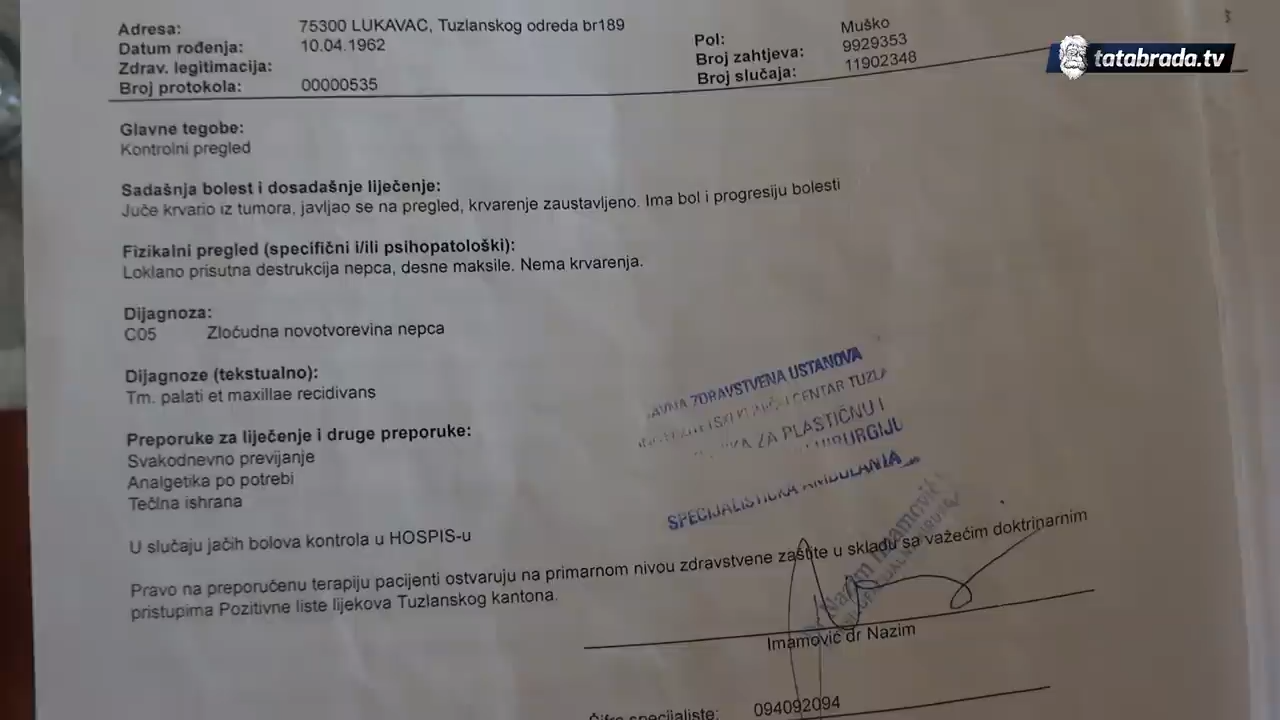 Adresa: 75300 LUKAVAC, Tuzlanskog odreda br189
Datum rođenja: 10.04.1962
Zdrav. legitimacija:
Broj protokola: 00000535
Pol: Muško
Broj zahtjeva: 9929353
Broj slučaja: 11902348
tatabrada.tv
Glavne tegobe:
Kontrolni pregled
Sadašnja bolest i dosadašnje liječenje:
Juče krvario iz tumora, javljao se na pregled, krvarenje zaustavljeno. Ima bol i progresiju bolesti
Fizikalni pregled (specifični i/ili psihopatološki):
Loklano prisutna destrukcija nepca, desne maksile. Nema krvarenja.
Dijagnoza:
C05 Zloćudna novotvorevina nepca
Dijagnoze (tekstualno):
Tm. palati et maxillae recidivans
Preporuke za liječenje i druge preporuke:
Svakodnevno previjanje
Analgetika po potrebi
Tečlna ishrana
ZDRAVSTVENA USTANOVA
CENTAR
ZA PLASTIČNU I
SPECIJALISTIČKA AMBULANTA
U slučaju jačih bolova kontrola u HOSPIS-u
Pravo na preporučenu terapiju pacijenti ostvaruju na primarnom nivou zdravstvene zaštite u skladu sa važećim doktrinarnim
pristupima Pozitivne liste lijekova Tuzlanskog kantona.
Nazim Imamović
Imamović dr Nazim
Šifra specijaliste: 094092094